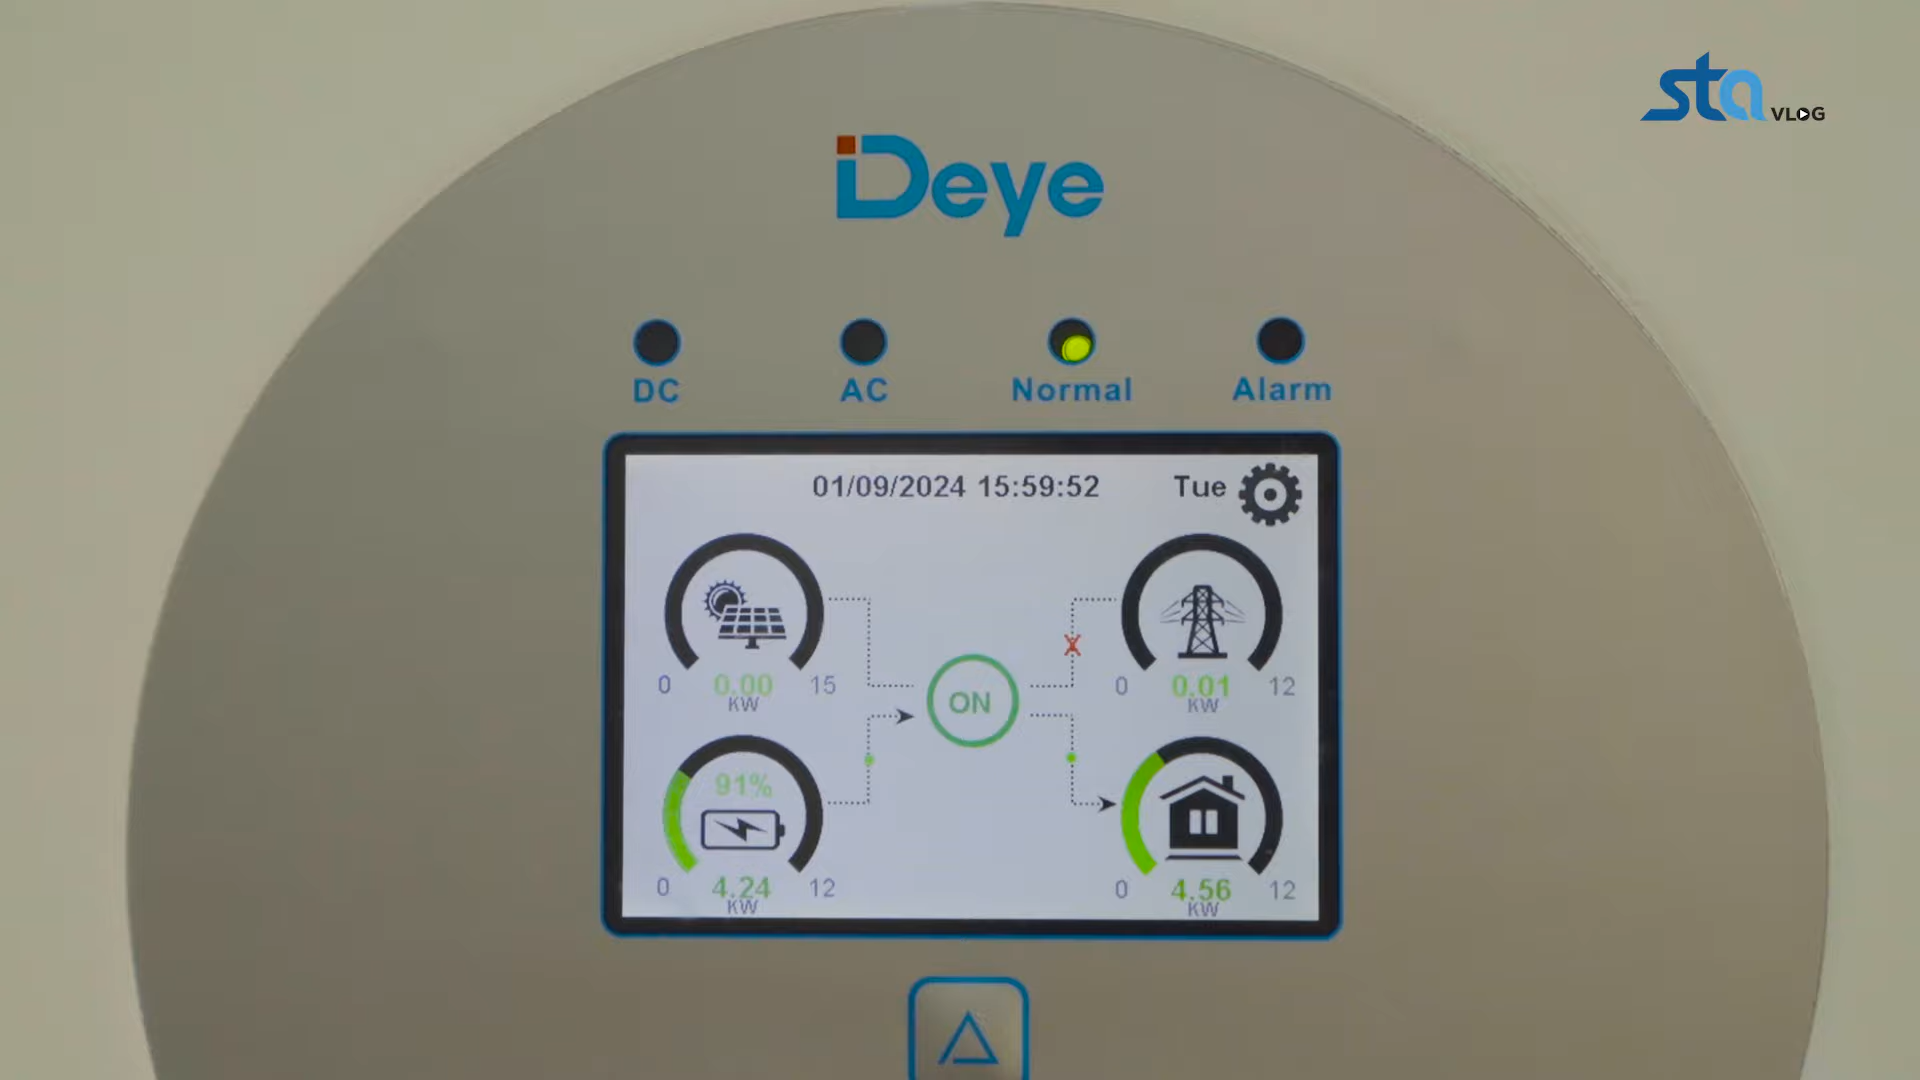 sta VLOG
Deye
DC AC Normal Alarm
01/09/2024 15:59:52 Tue
0 0.00 15
KW
0 0.01 12
KW
ON
91%
0 4.24 12
KW
0 4.56 12
KW